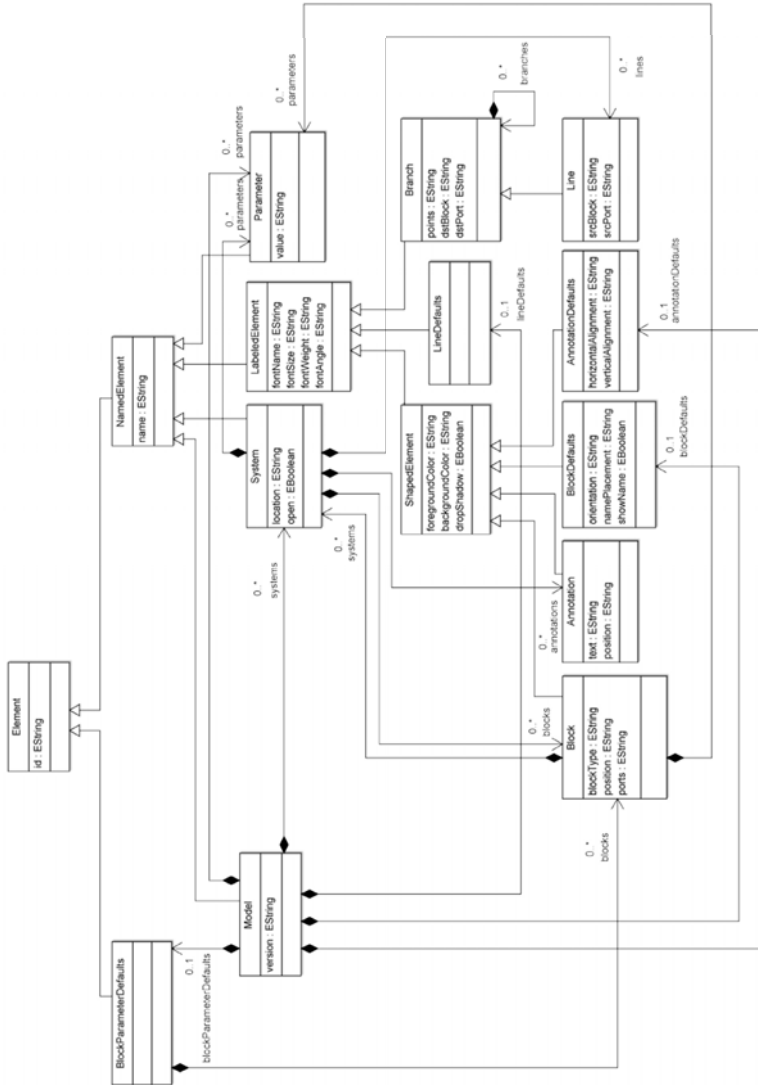 Element
id : EString
BlockParameterDefaults
NamedElement
name : EString
0..1
blockParameterDefaults
Model
version : EString
0..*
systems
System
location : EString
open : EBoolean
LabeledElement
fontName : EString
fontSize : EString
fontWeight : EString
fontAngle : EString
Parameter
value : EString
0..*
parameters
0..*
parameters
0..*
parameters
0..*
systems
ShapedElement
foregroundColor : EString
backgroundColor : EString
dropShadow : EBoolean
LineDefaults
0..1
lineDefaults
Branch
points : EString
dstBlock : EString
dstPort : EString
0..*
branches
0..*
blocks
0..*
blocks
Block
blockType : EString
position : EString
ports : EString
0..*
annotations
Annotation
text : EString
position : EString
BlockDefaults
orientation : EString
namePlacement : EString
showName : EBoolean
0..1
blockDefaults
AnnotationDefaults
horizontalAlignment : EString
verticalAlignment : EString
0..1
annotationDefaults
Line
srcBlock : EString
srcPort : EString
0..*
lines